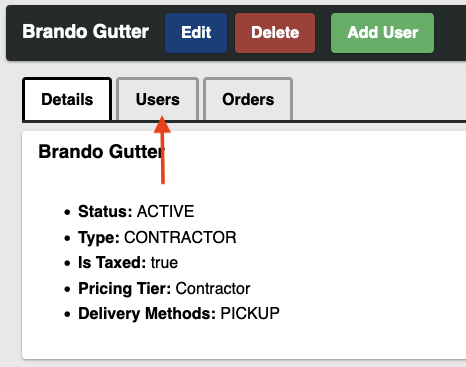 Brando Gutter Edit Delete Add User
Details Users Orders
Brando Gutter
• Status: ACTIVE
• Type: CONTRACTOR
• Is Taxed: true
• Pricing Tier: Contractor
• Delivery Methods: PICKUP